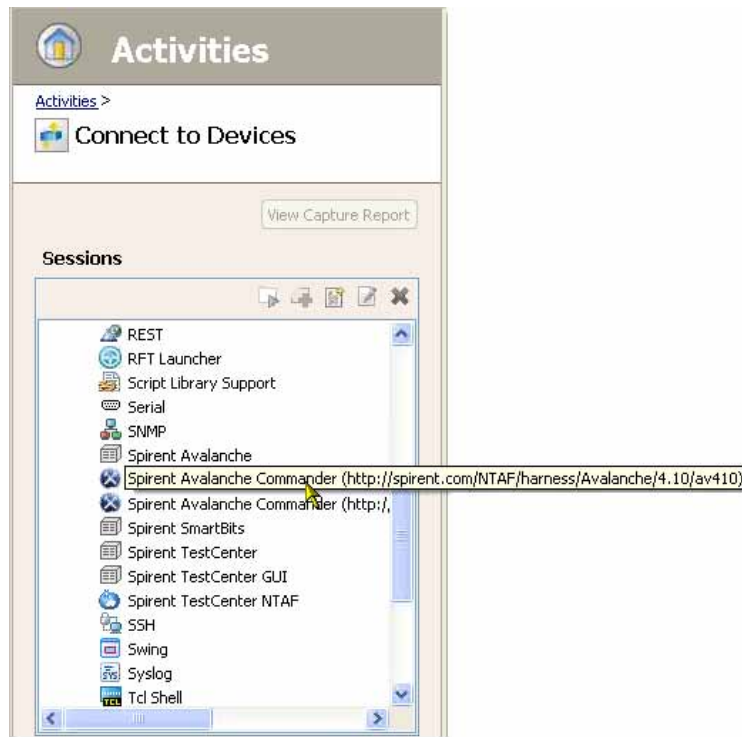 Activities
Activities >
Connect to Devices
View Capture Report
Sessions
REST
RFT Launcher
Script Library Support
Serial
SNMP
Spirent Avalanche
Spirent Avalanche Commander (http://spirent.com/NTAF/harness/Avalanche/4.10/av410)
Spirent Avalanche Commander (http:/,
Spirent SmartBits
Spirent TestCenter
Spirent TestCenter GUI
Spirent TestCenter NTAF
SSH
Swing
SYS Syslog
TCL Tcl Shell